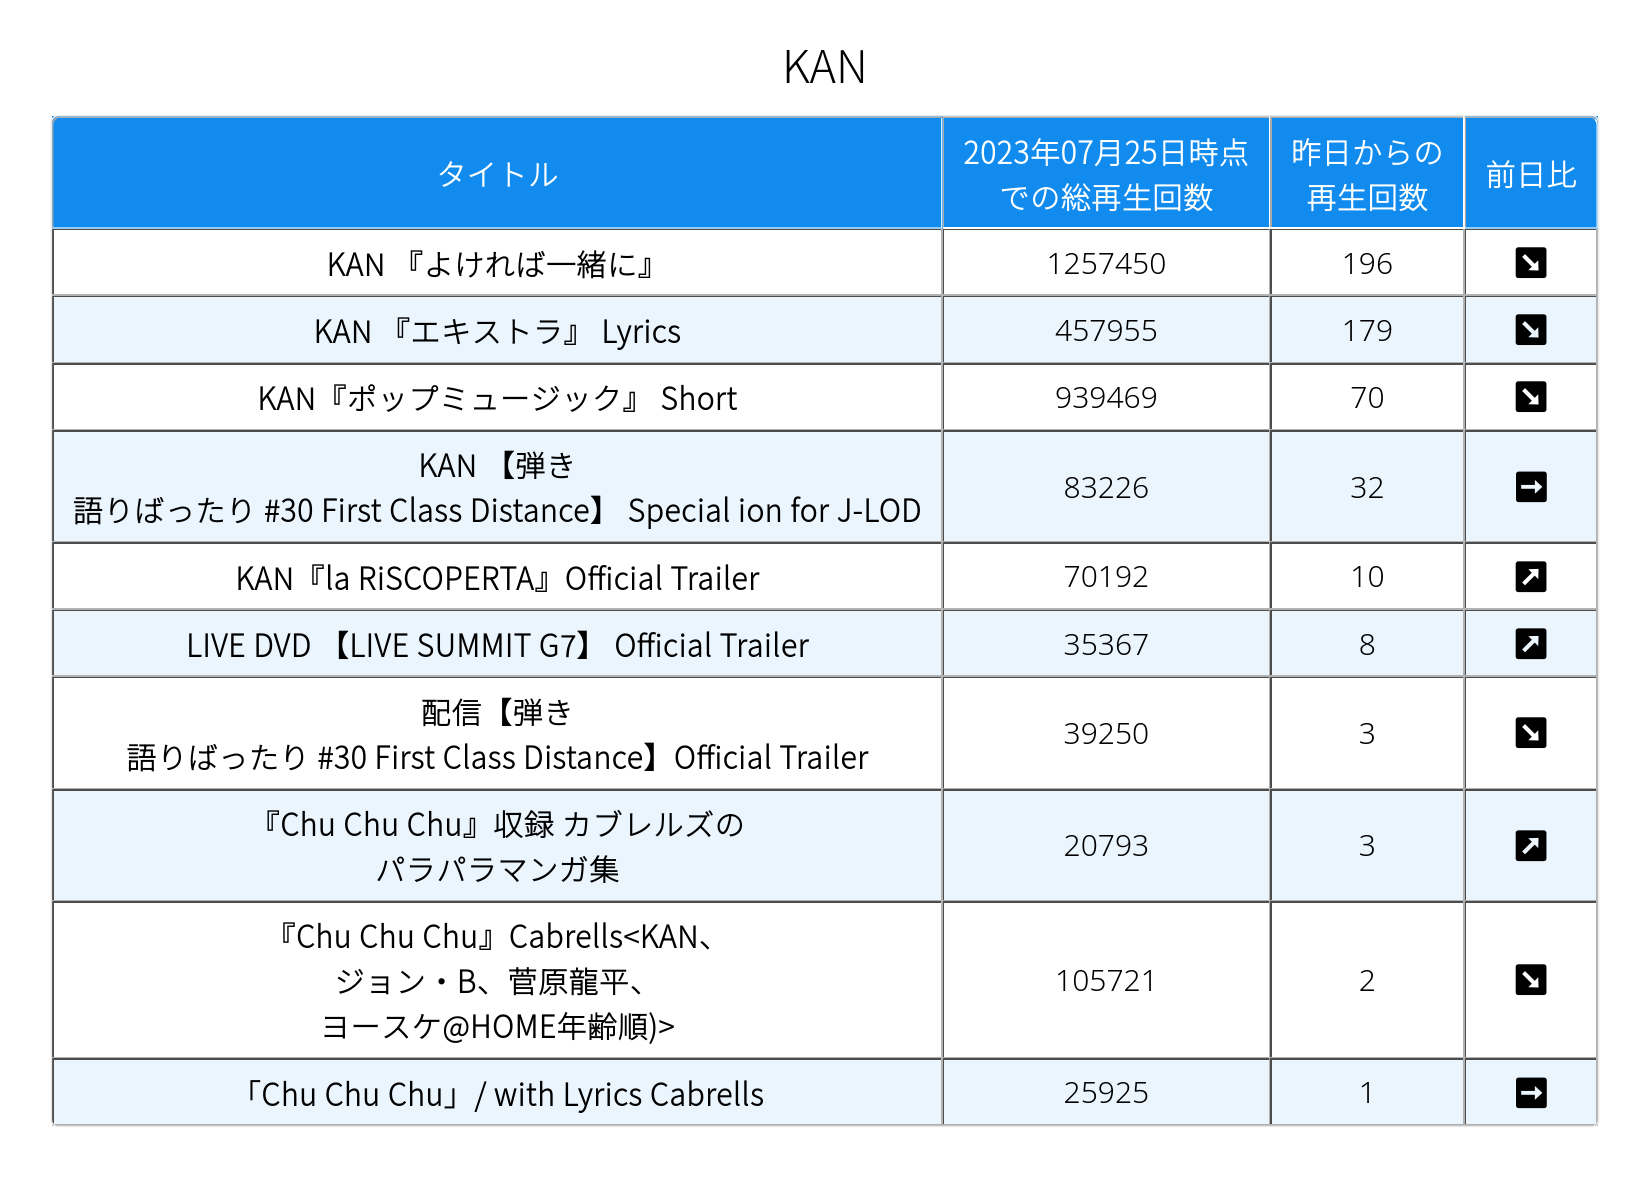 KAN
タイトル
2023年07月25日時点
での総再生回数
昨日からの
再生回数
前日比
KAN 『よければ一緒に』
1257450
196
KAN 『エキストラ』 Lyrics
457955
179
KAN『ポップミュージック』 Short
939469
70
KAN 【弾き
語りばったり #30 First Class Distance】 Special ion for J-LOD
83226
32
KAN『la RiSCOPERTA』Official Trailer
70192
10
LIVE DVD 【LIVE SUMMIT G7】 Official Trailer
35367
8
配信【弾き
語りばったり #30 First Class Distance】Official Trailer
39250
3
『Chu Chu Chu』収録 カブレルズの
パラパラマンガ集
20793
3
『Chu Chu Chu』Cabrells<KAN、
ジョン・B、菅原龍平、
ヨースケ@HOME年齢順)>
105721
2
「Chu Chu Chu」/ with Lyrics Cabrells
25925
1